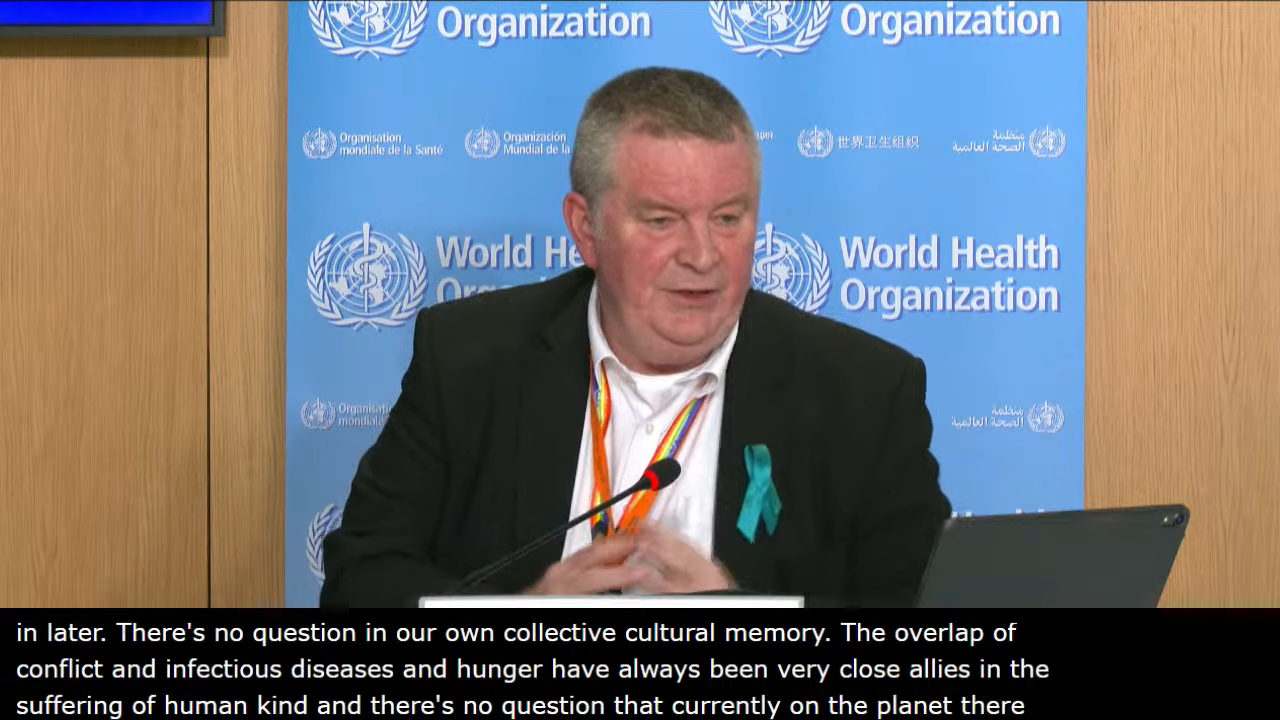 Organization
Organization
Organisation
mondiale de la Santé
Organización
Mundial de la
世界卫生组织
منظمة
الصحة العالمية
World He
Organization
World Health
Organization
Organisati
mondiale
منظمة
الصحة العالمية
in later. There's no question in our own collective cultural memory. The overlap of
conflict and infectious diseases and hunger have always been very close allies in the
suffering of human kind and there's no question that currently on the planet there